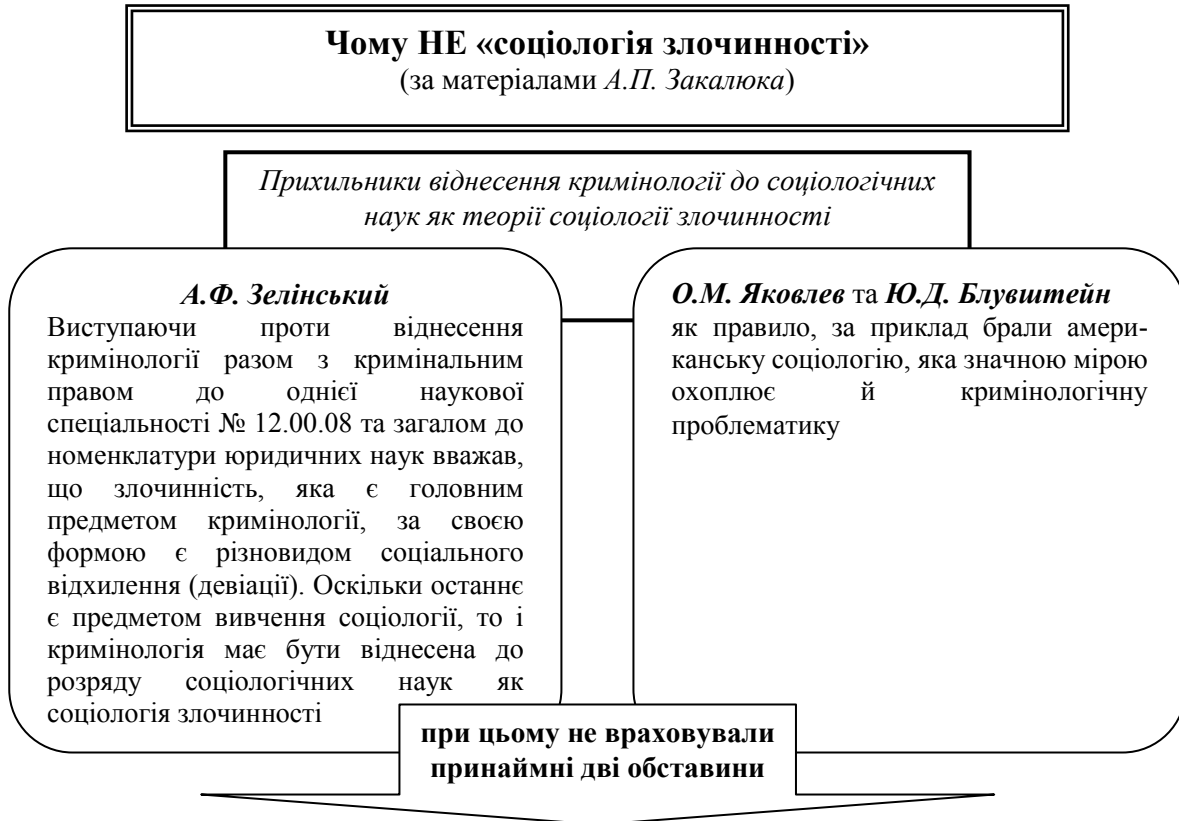 Чому НЕ «соціологія злочинності»
(за матеріалами А.П. Закалюка)
Прихильники віднесення кримінології до соціологічних
наук як теорії соціології злочинності
А.Ф. Зелінський
Виступаючи проти віднесення
кримінології разом з кримінальним
правом до однієї наукової
спеціальності № 12.00.08 та загалом до
номенклатури юридичних наук вважав,
що злочинність, яка є головним
предметом кримінології, за своєю
формою є різновидом соціального
відхилення (девіації). Оскільки останнє
є предметом вивчення соціології, то і
кримінологія має бути віднесена до
розряду соціологічних наук як
соціологія злочинності
О.М. Яковлев та Ю.Д. Блувштейн
як правило, за приклад брали амери-
канську соціологію, яка значною мірою
охоплює й кримінологічну
проблематику
при цьому не враховували
принаймні дві обставини